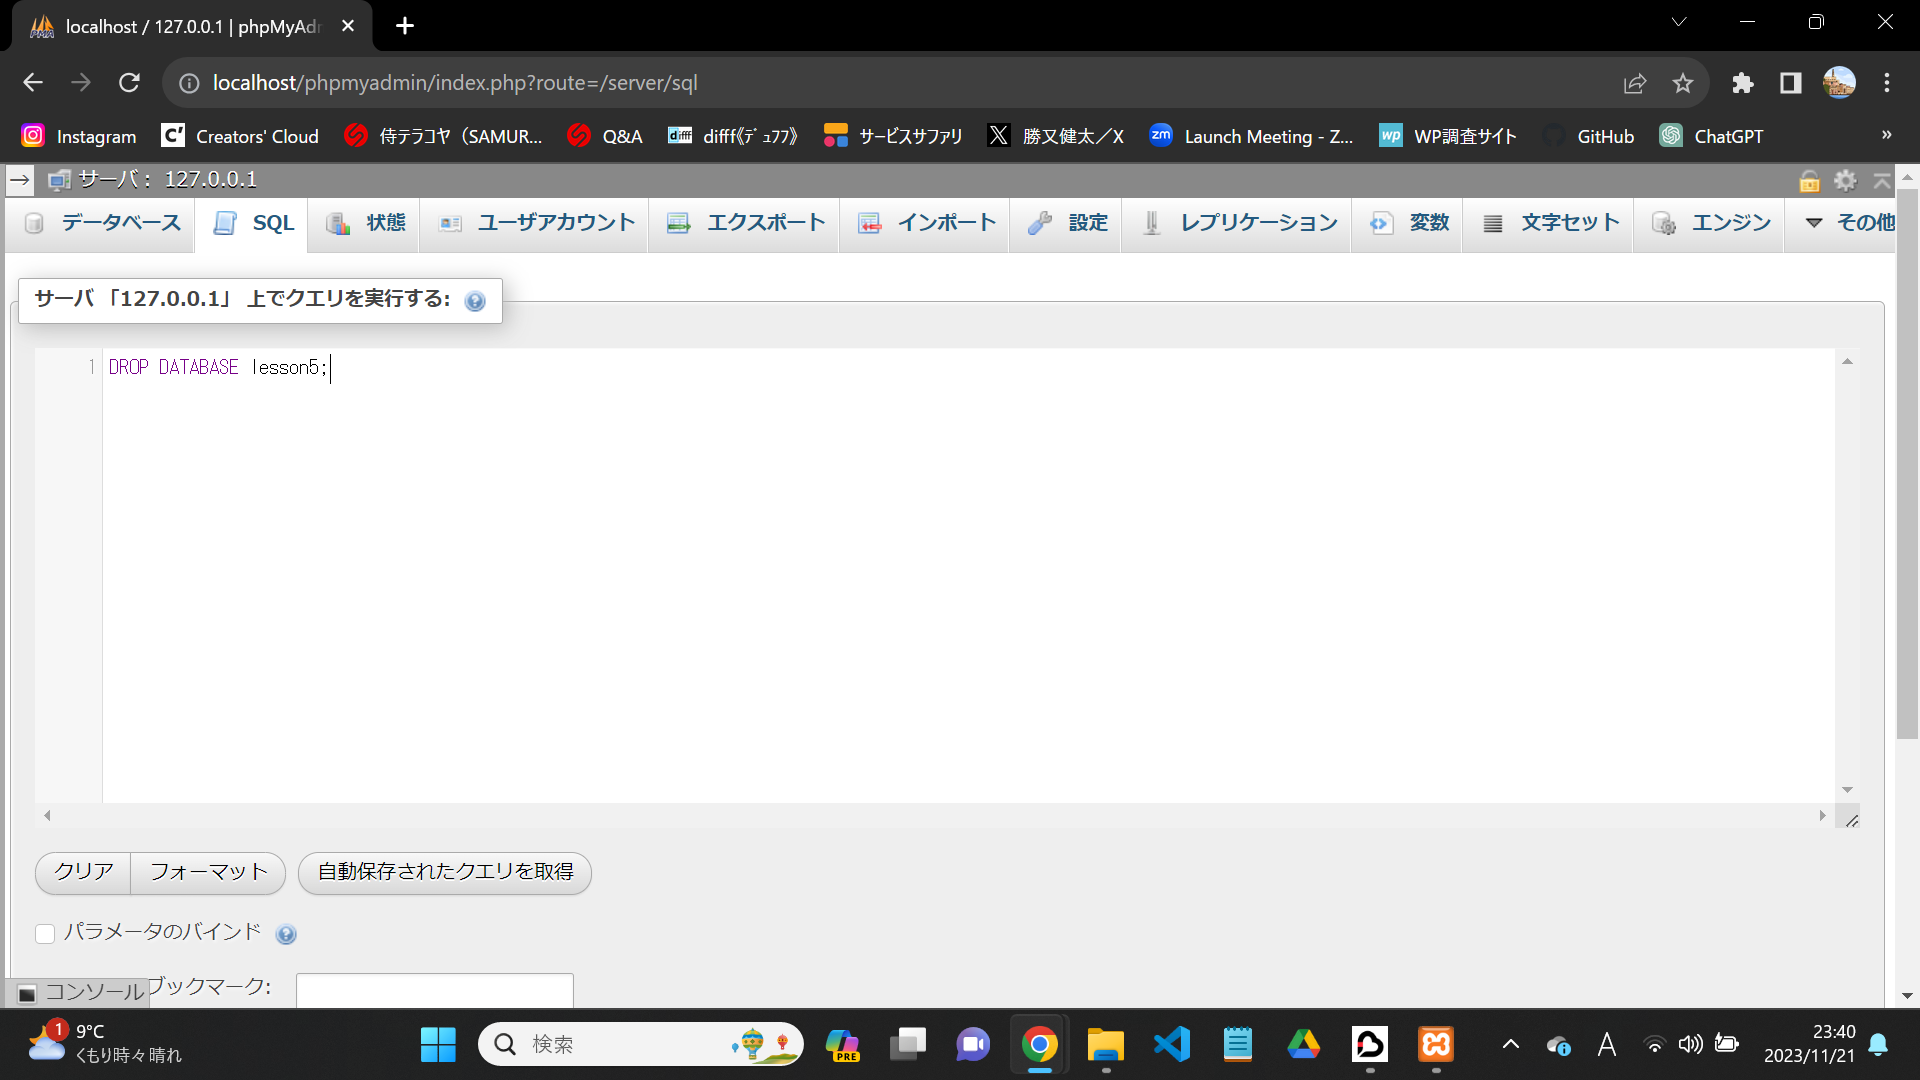 localhost / 127.0.0.1 | phpMyAdr
localhost/phpmyadmin/index.php?route=/server/sql
Instagram
Creators' Cloud
侍テラコヤ（SAMUR...
Q&A
difff《ﾃﾞｭﾌﾌ》
サービスサファリ
勝又健太／X
Launch Meeting - Z...
WP調査サイト
GitHub
ChatGPT
»
サーバ： 127.0.0.1
データベース
SQL
状態
ユーザアカウント
エクスポート
インポート
設定
レプリケーション
変数
文字セット
エンジン
その他
サーバ 「127.0.0.1」 上でクエリを実行する:
1 DROP DATABASE lesson5;
クリア
フォーマット
自動保存されたクエリを取得
パラメータのバインド
コンソール
ブックマーク:
1
9°C
くもり時々晴れ
検索
PRE
A
23:40
2023/11/21